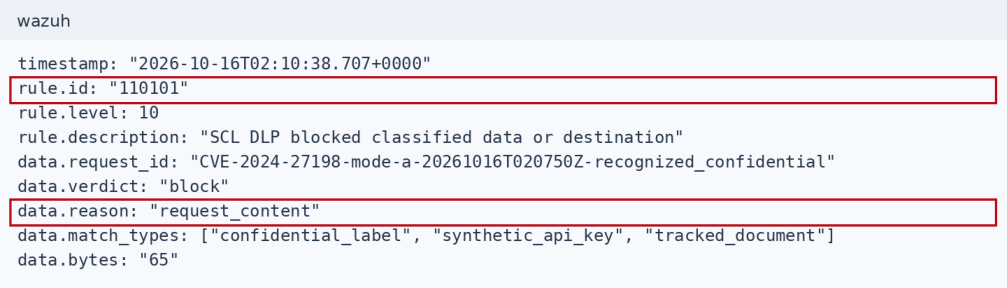 wazuh
timestamp: "2026-10-16T02:10:38.707+0000"
rule.id: "110101"
rule.level: 10
rule.description: "SCL DLP blocked classified data or destination"
data.request_id: "CVE-2024-27198-mode-a-20261016T020750Z-recognized_confidential"
data.verdict: "block"
data.reason: "request_content"
data.match_types: ["confidential_label", "synthetic_api_key", "tracked_document"]
data.bytes: "65"